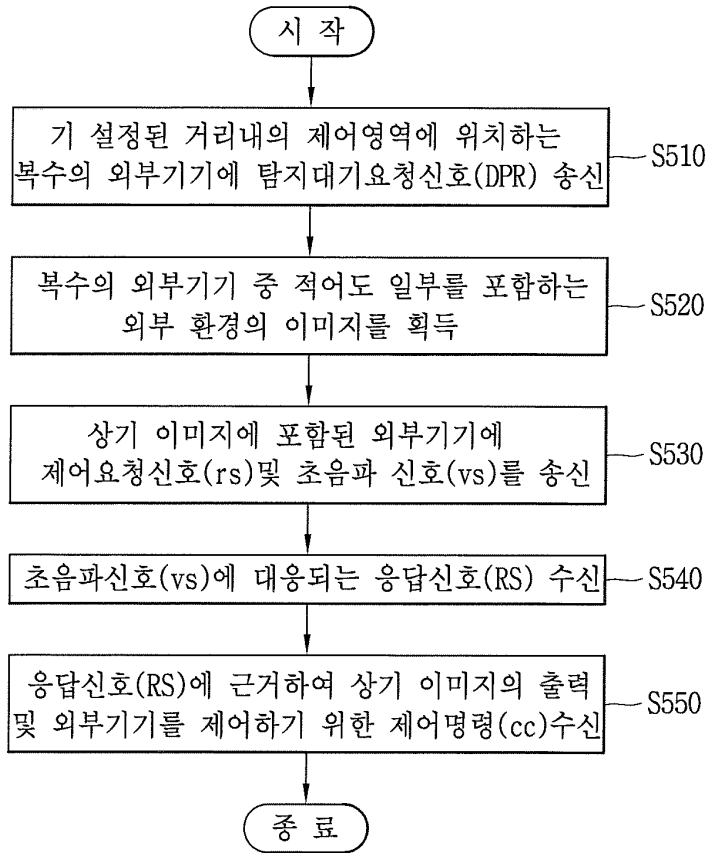 시 작
기 설정된 거리내의 제어영역에 위치하는
복수의 외부기기에 탐지대기요청신호(DPR) 송신
S510
복수의 외부기기 중 적어도 일부를 포함하는
외부 환경의 이미지를 획득
S520
상기 이미지에 포함된 외부기기에
제어요청신호(rs)및 초음파 신호(vs)를 송신
S530
초음파신호(vs)에 대응되는 응답신호(RS) 수신
S540
응답신호(RS)에 근거하여 상기 이미지의 출력
및 외부기기를 제어하기 위한 제어명령(cc)수신
S550
종 료